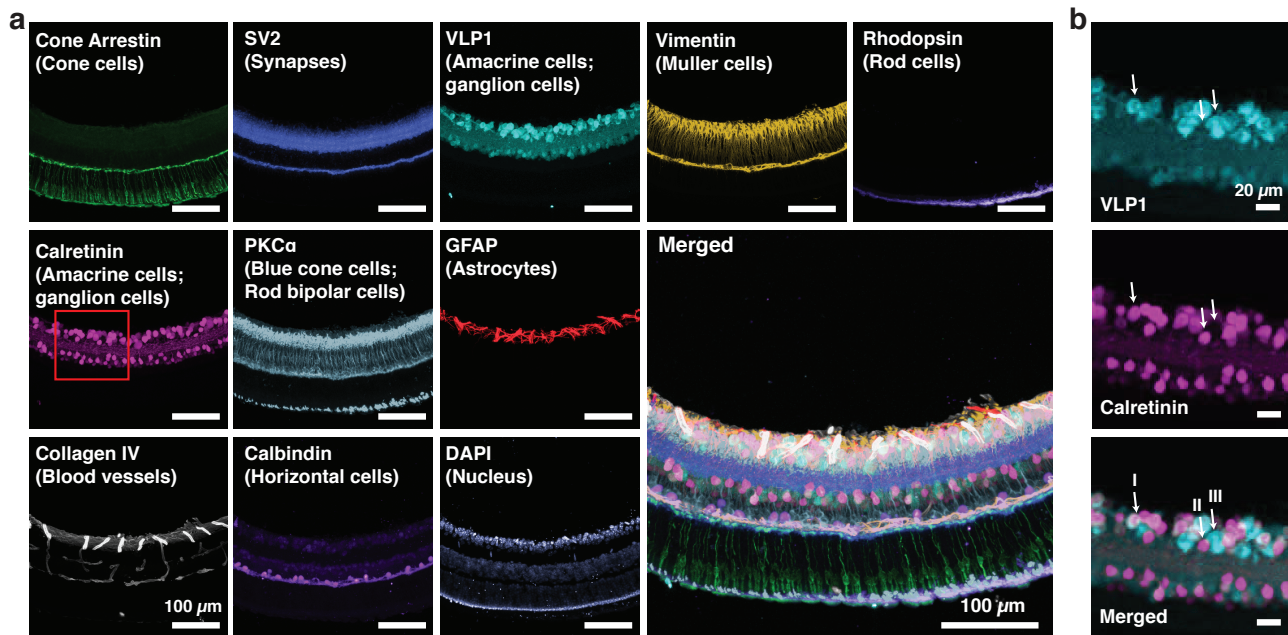 a
Cone Arrestin
(Cone cells)
SV2
(Synapses)
VLP1
(Amacrine cells;
ganglion cells)
Vimentin
(Muller cells)
Rhodopsin
(Rod cells)
Calretinin
(Amacrine cells;
ganglion cells)
PKCα
(Blue cone cells;
Rod bipolar cells)
GFAP
(Astrocytes)
Merged
100 µm
Collagen IV
(Blood vessels)
100 µm
Calbindin
(Horizontal cells)
DAPI
(Nucleus)
b
20 µm
VLP1
Calretinin
I
II
III
Merged